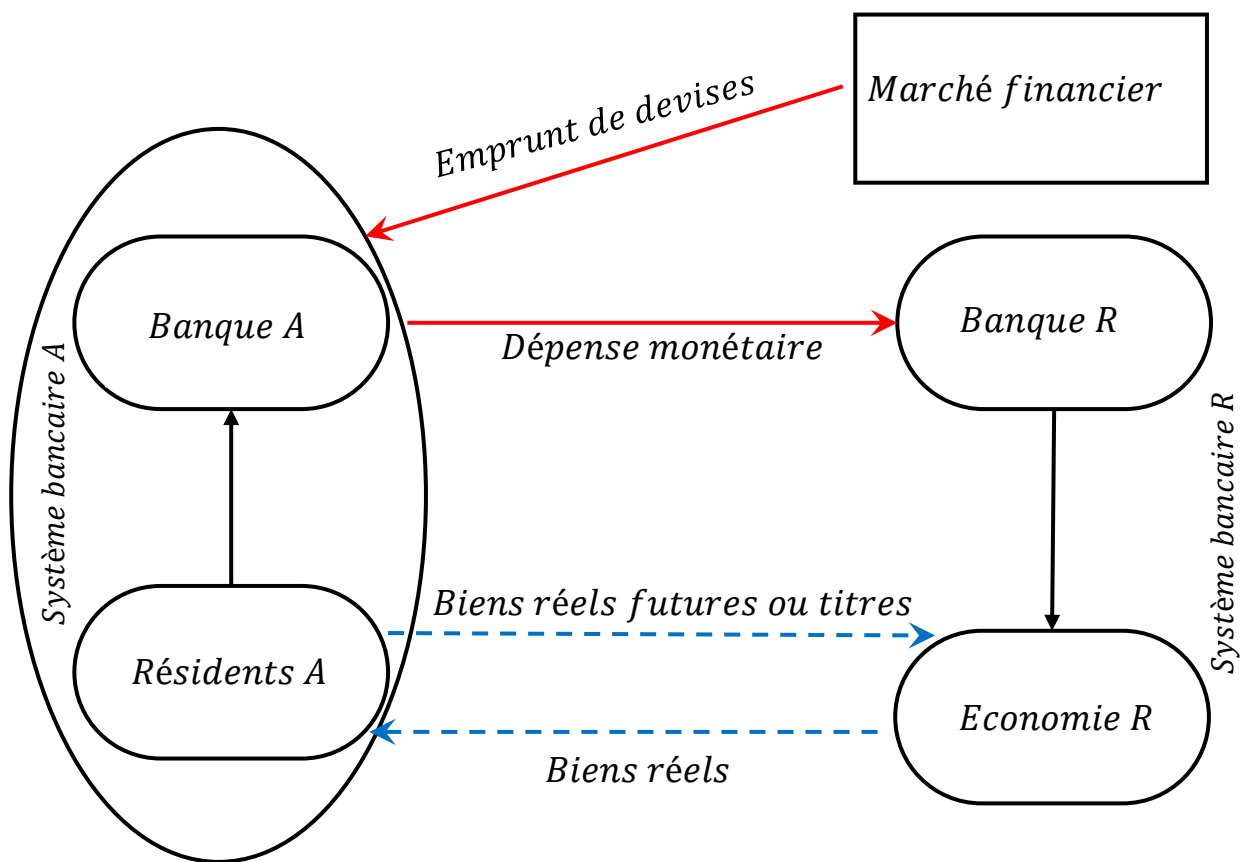 Marché financier
Emprunt de devises
Banque A
Dépense monétaire
Banque R
Système bancaire A
Système bancaire R
Biens réels futures ou titres
Résidents A
Economie R
Biens réels